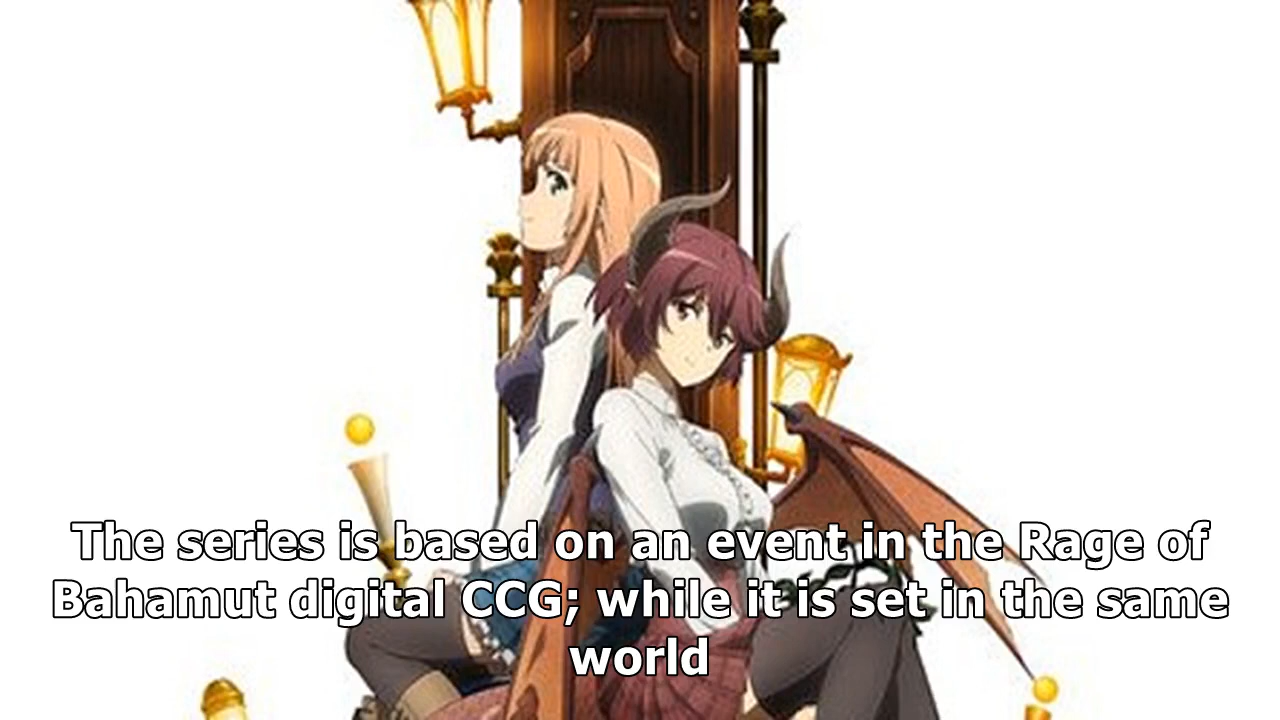 The series is based on an event in the Rage of
Bahamut digital CCG; while it is set in the same
world